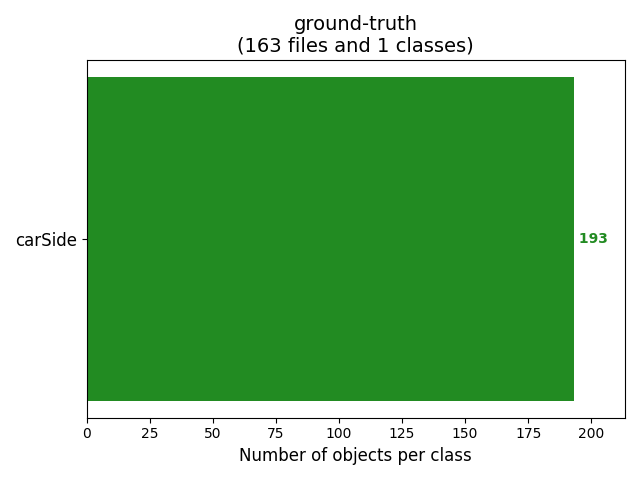 ground-truth
(163 files and 1 classes)
carSide
193
0 25 50 75 100 125 150 175 200
Number of objects per class